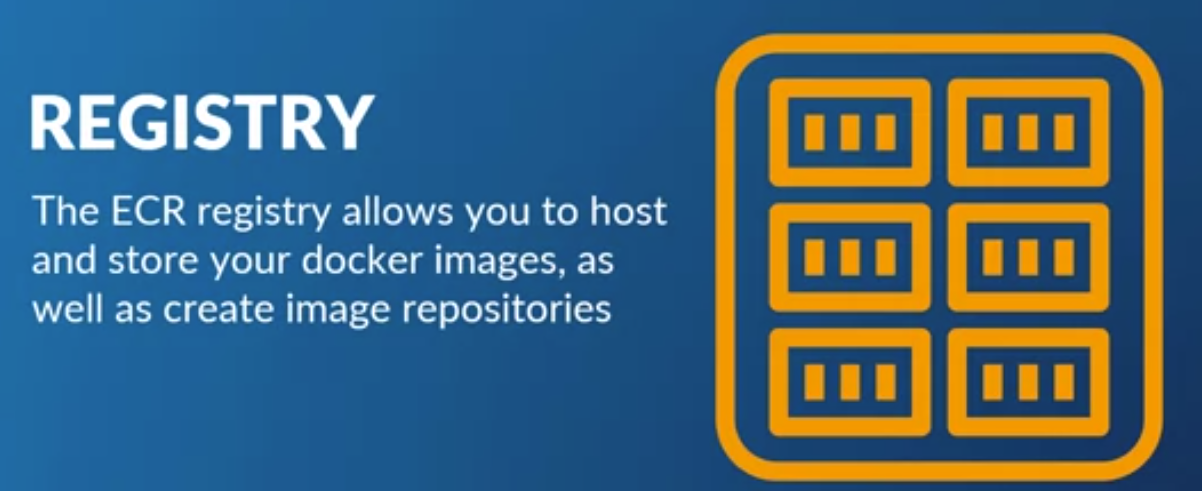 REGISTRY
The ECR registry allows you to host
and store your docker images, as
well as create image repositories